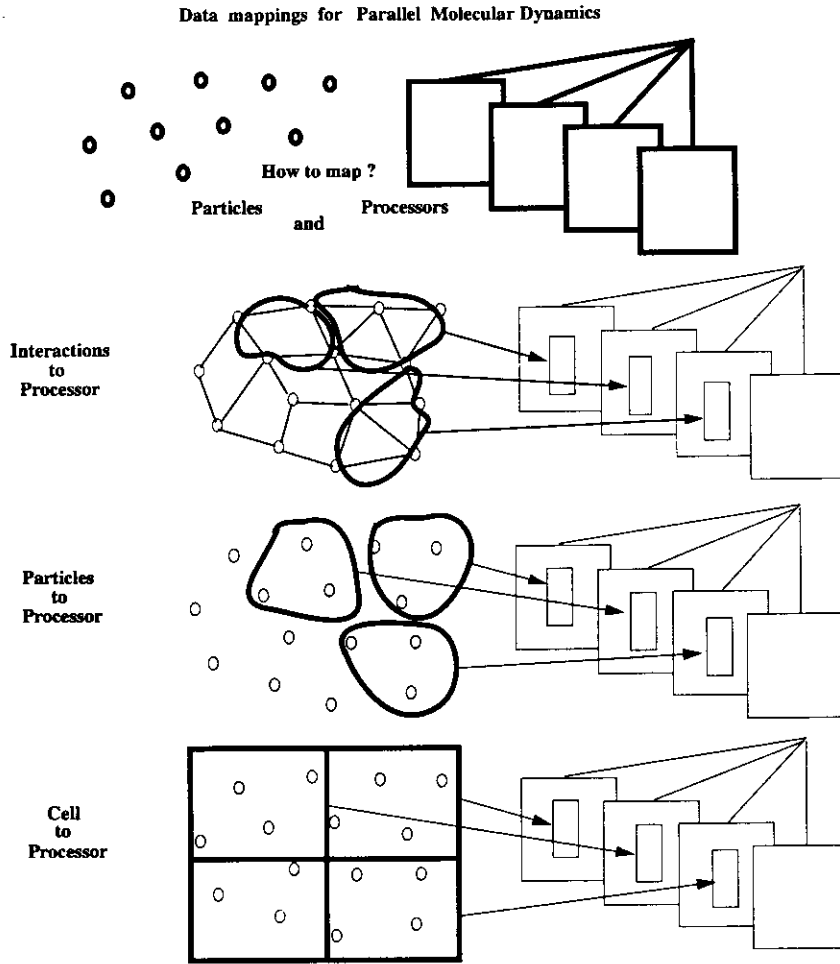 Data mappings for Parallel Molecular Dynamics
How to map ?
Particles
and
Processors
Interactions
to
Processor
Particles
to
Processor
Cell
to
Processor